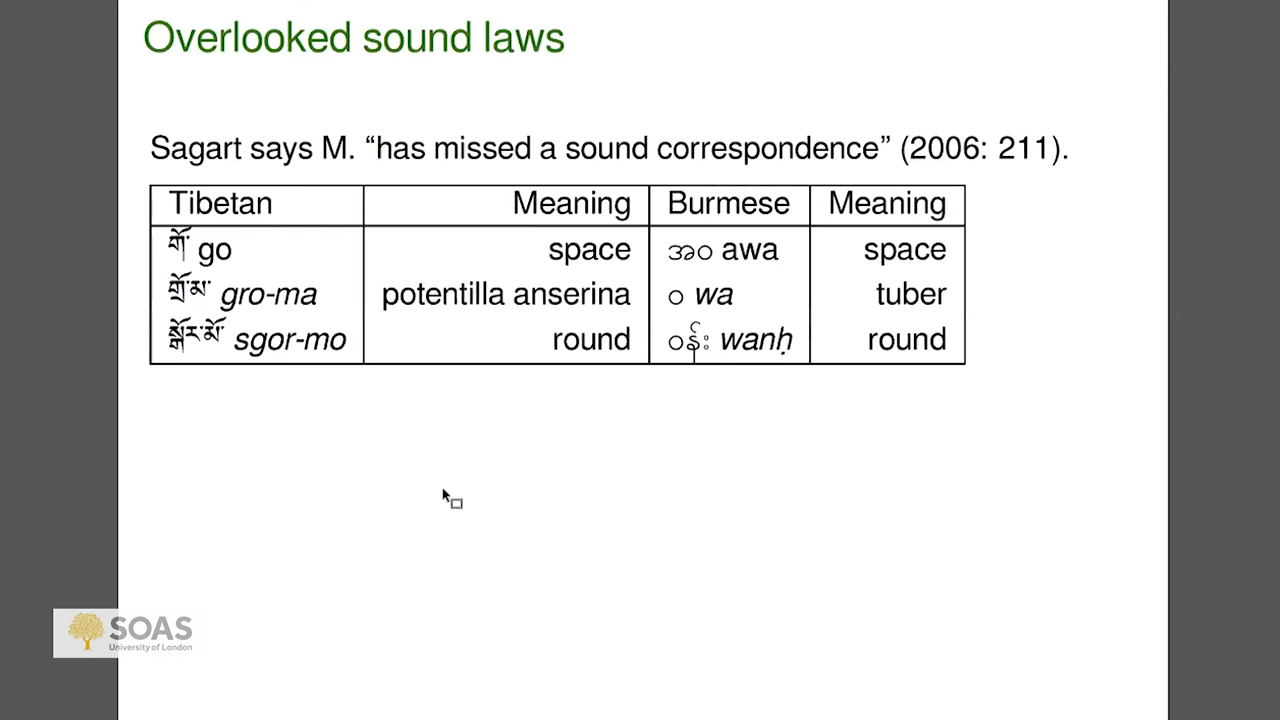 Overlooked sound laws
Sagart says M. “has missed a sound correspondence” (2006: 211).
Tibetan Meaning Burmese Meaning
གོ་ go space အဝ awa space
གྲོ་མ་ gro-ma potentilla anserina ဝ wa tuber
སྒོར་མོ་ sgor-mo round ဝန်း wanḥ round
SOAS
University of London